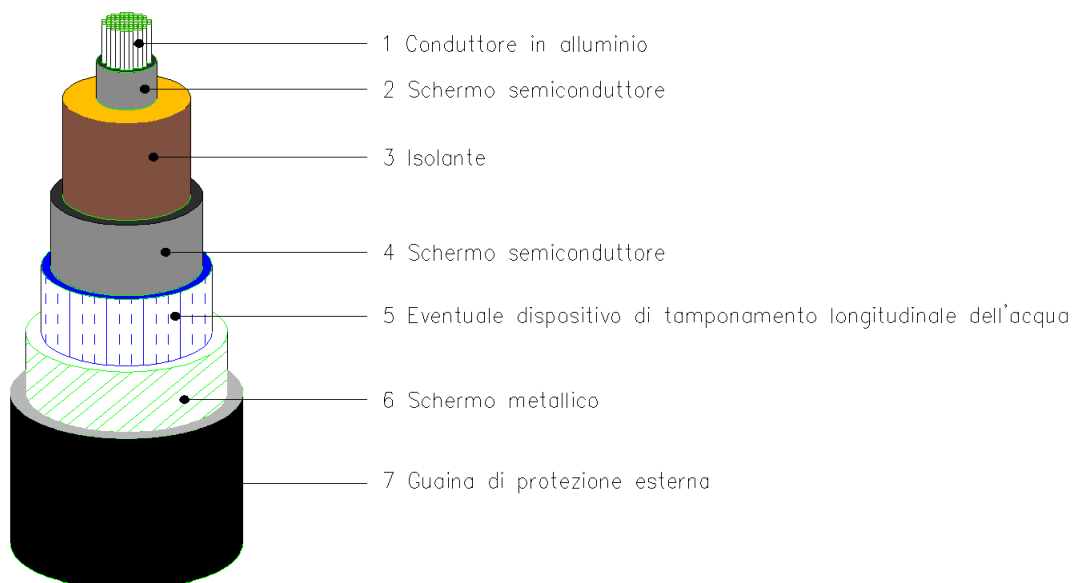 1 Conduttore in alluminio
2 Schermo semiconduttore
3 Isolante
4 Schermo semiconduttore
5 Eventuale dispositivo di tamponamento longitudinale dell'acqua
6 Schermo metallico
7 Guaina di protezione esterna